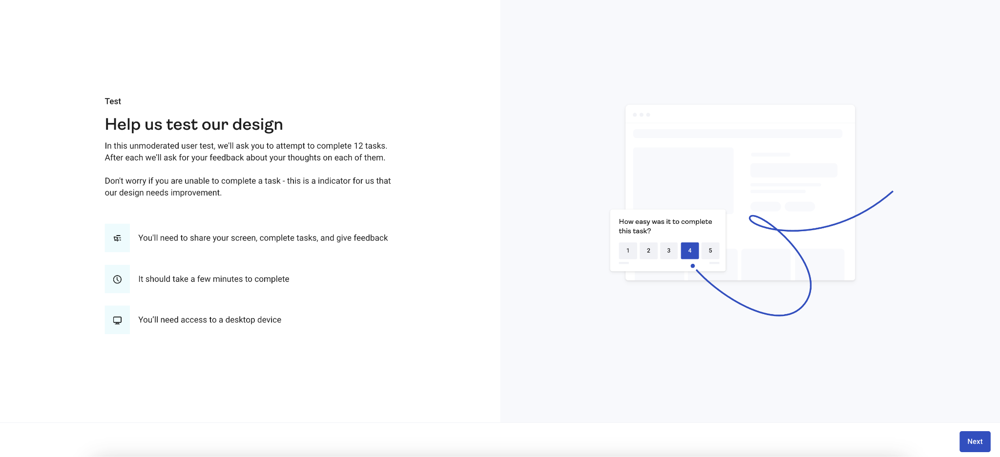 Test
Help us test our design
In this unmoderated user test, we'll ask you to attempt to complete 12 tasks.
After each we'll ask for your feedback about your thoughts on each of them.
Don't worry if you are unable to complete a task - this is a indicator for us that
our design needs improvement.
You'll need to share your screen, complete tasks, and give feedback
It should take a few minutes to complete
You’ll need access to a desktop device
How easy was it to complete
this task?
1 2 3 4 5
Next